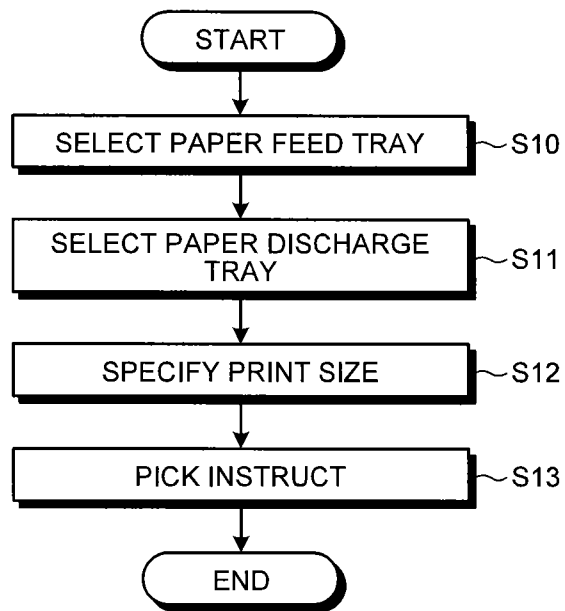 START
SELECT PAPER FEED TRAY
S10
SELECT PAPER DISCHARGE
TRAY
S11
SPECIFY PRINT SIZE
S12
PICK INSTRUCT
S13
END